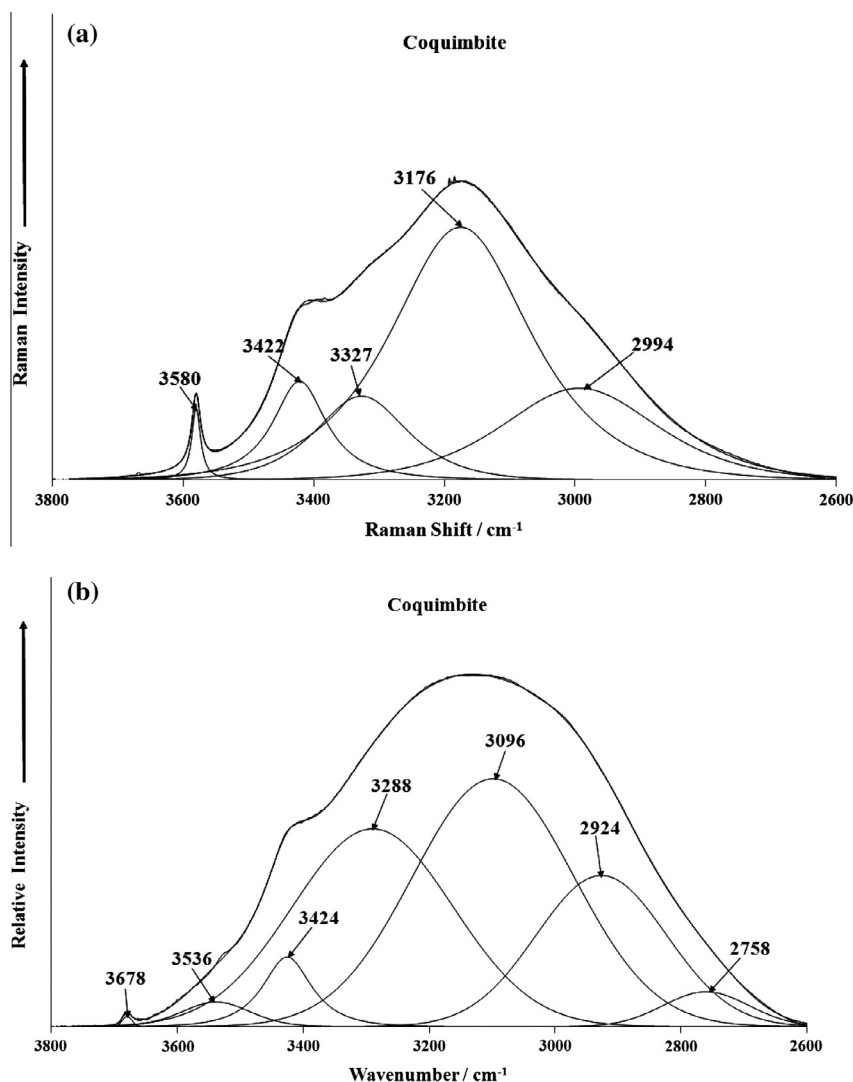 (a)
Coquimbite
Raman Intensity
3176
3422
3327
2994
3580
3800 3600 3400 3200 3000 2800 2600
Raman Shift / cm⁻¹
(b)
Coquimbite
Relative Intensity
3096
3288
2924
3424
3536
2758
3678
3800 3600 3400 3200 3000 2800 2600
Wavenumber / cm⁻¹